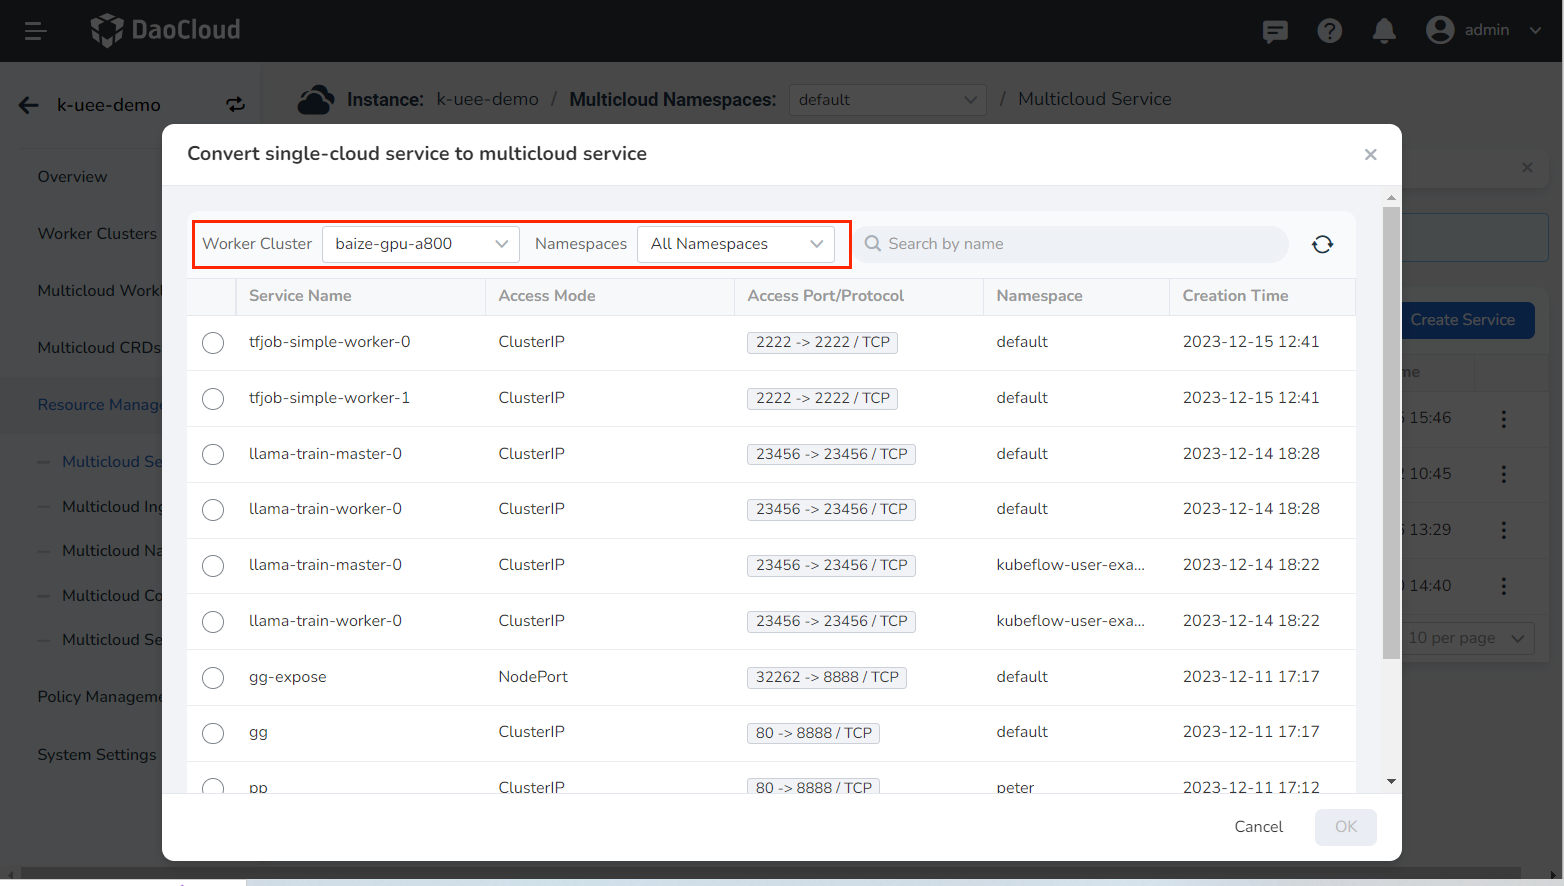 DaoCloud
admin
k-uee-demo
Instance: k-uee-demo / Multicloud Namespaces: default / Multicloud Service
Convert single-cloud service to multicloud service
Overview
Worker Clusters
Multicloud Workl
Multicloud CRDs
Resource Manage
Multicloud Se
Multicloud Ing
Multicloud Na
Multicloud Co
Multicloud Se
Policy Manageme
System Settings
Worker Cluster baize-gpu-a800 Namespaces All Namespaces Search by name
Service Name Access Mode Access Port/Protocol Namespace Creation Time
tfjob-simple-worker-0 ClusterIP 2222 -> 2222 / TCP default 2023-12-15 12:41
tfjob-simple-worker-1 ClusterIP 2222 -> 2222 / TCP default 2023-12-15 12:41
llama-train-master-0 ClusterIP 23456 -> 23456 / TCP default 2023-12-14 18:28
llama-train-worker-0 ClusterIP 23456 -> 23456 / TCP default 2023-12-14 18:28
llama-train-master-0 ClusterIP 23456 -> 23456 / TCP kubeflow-user-exa... 2023-12-14 18:22
llama-train-worker-0 ClusterIP 23456 -> 23456 / TCP kubeflow-user-exa... 2023-12-14 18:22
gg-expose NodePort 32262 -> 8888 / TCP default 2023-12-11 17:17
gg ClusterIP 80 -> 8888 / TCP default 2023-12-11 17:17
pp ClusterIP 80 -> 8888 / TCP peter 2023-12-11 17:12
Create Service
me
15:46
10:45
13:29
14:40
10 per page
Cancel OK